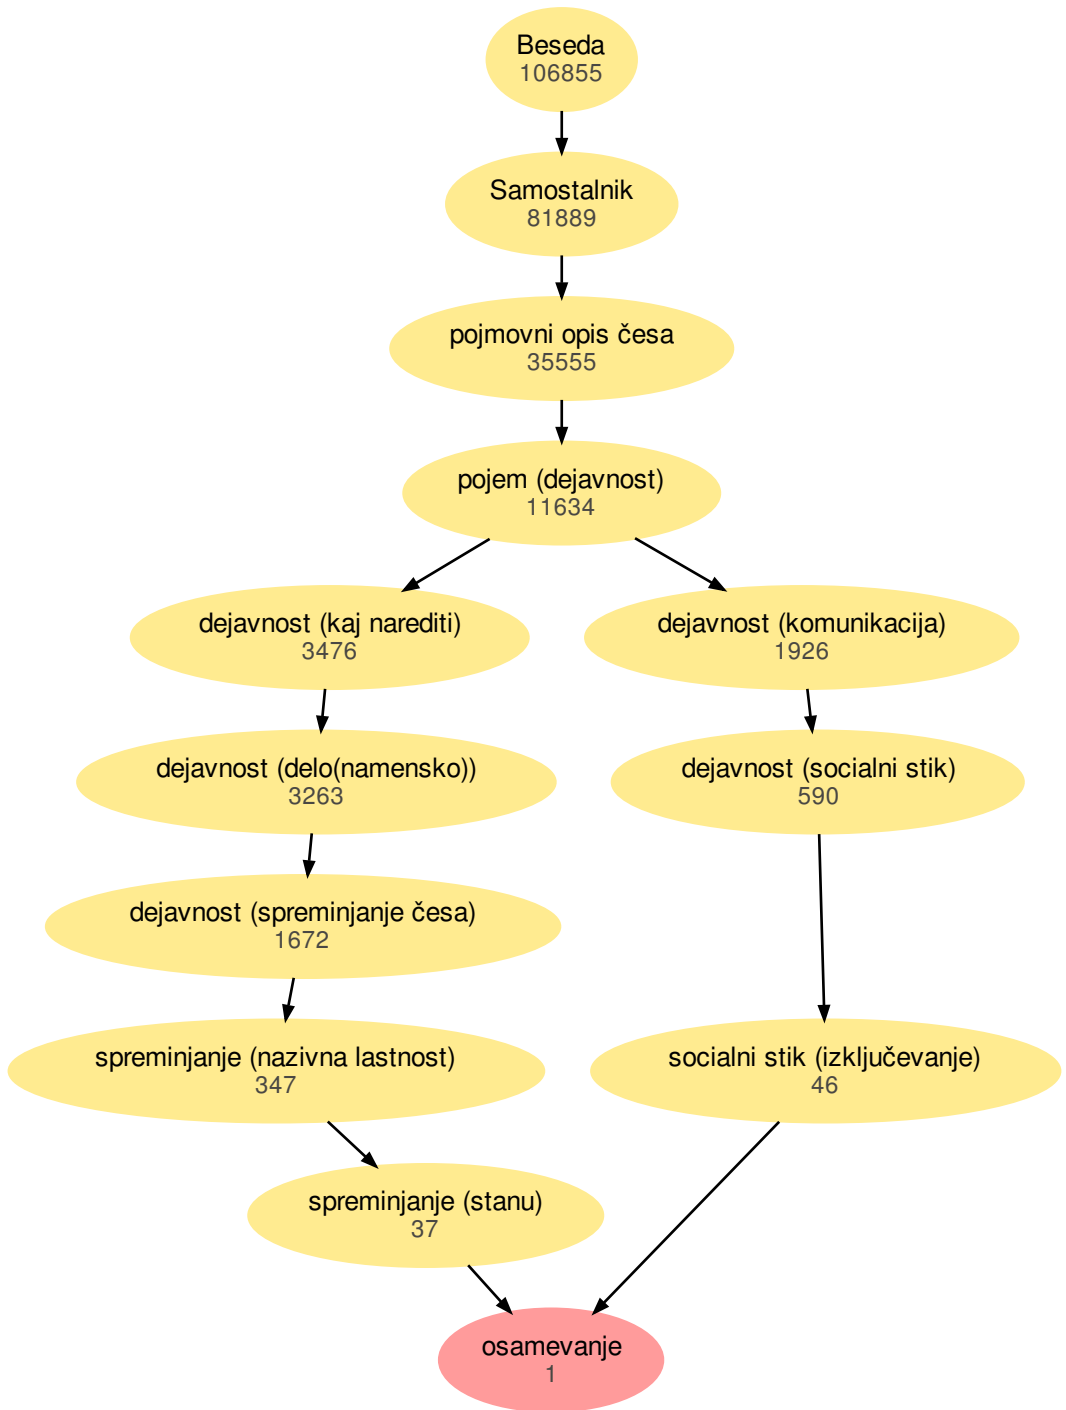 Beseda
106855
Samostalnik
81889
pojmovni opis česa
35555
pojem (dejavnost)
11634
dejavnost (kaj narediti)
3476
dejavnost (komunikacija)
1926
dejavnost (delo(namensko))
3263
dejavnost (socialni stik)
590
dejavnost (spreminjanje česa)
1672
spreminjanje (nazivna lastnost)
347
socialni stik (izključevanje)
46
spreminjanje (stanu)
37
osamevanje
1